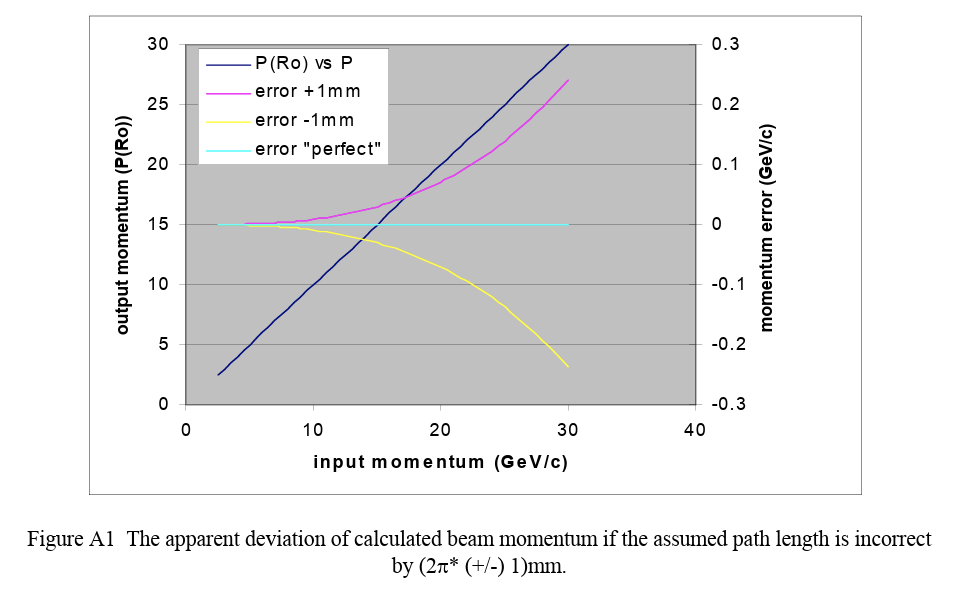 30
25
20
15
10
5
0
output momentum (P(Ro))
P(Ro) vs P
error +1mm
error -1mm
error "perfect"
0.3
0.2
0.1
0
-0.1
-0.2
-0.3
momentum error (GeV/c)
0 10 20 30 40
input momentum (GeV/c)
Figure A1 The apparent deviation of calculated beam momentum if the assumed path length is incorrect
by (2π* (+/-) 1)mm.